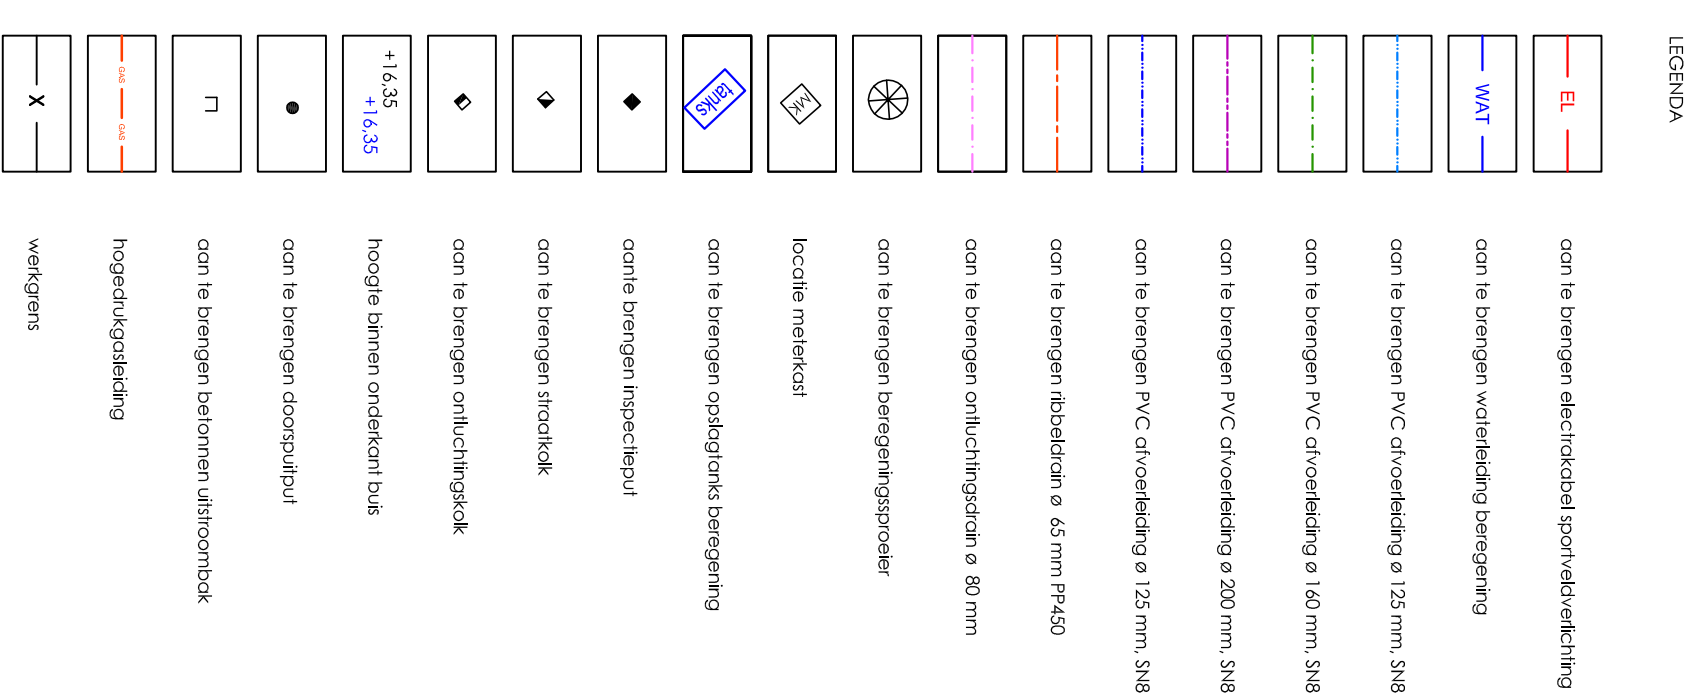 LEGENDA
EL aan te brengen electrakabel sportveldverlichting
WAT aan te brengen waterleiding beregening
aan te brengen PVC afvoerleiding ø 125 mm, SN8
aan te brengen PVC afvoerleiding ø 160 mm, SN8
aan te brengen PVC afvoerleiding ø 200 mm, SN8
aan te brengen PVC afvoerleiding ø 125 mm, SN8
aan te brengen ribbeldrain ø 65 mm PP450
aan te brengen ontluchtingsdrain ø 80 mm
aan te brengen beregeningssproeier
MK locatie meterkast
tanks aan te brengen opslagtanks beregening
aante brengen inspectieput
aan te brengen straatkolk
aan te brengen ontluchtingskolk
+16,35 hoogte binnen onderkant buis
+16,35
aan te brengen doorspuitput
aan te brengen betonnen uitstroombak
GAS GAS hogedrukgasleiding
X werkgrens